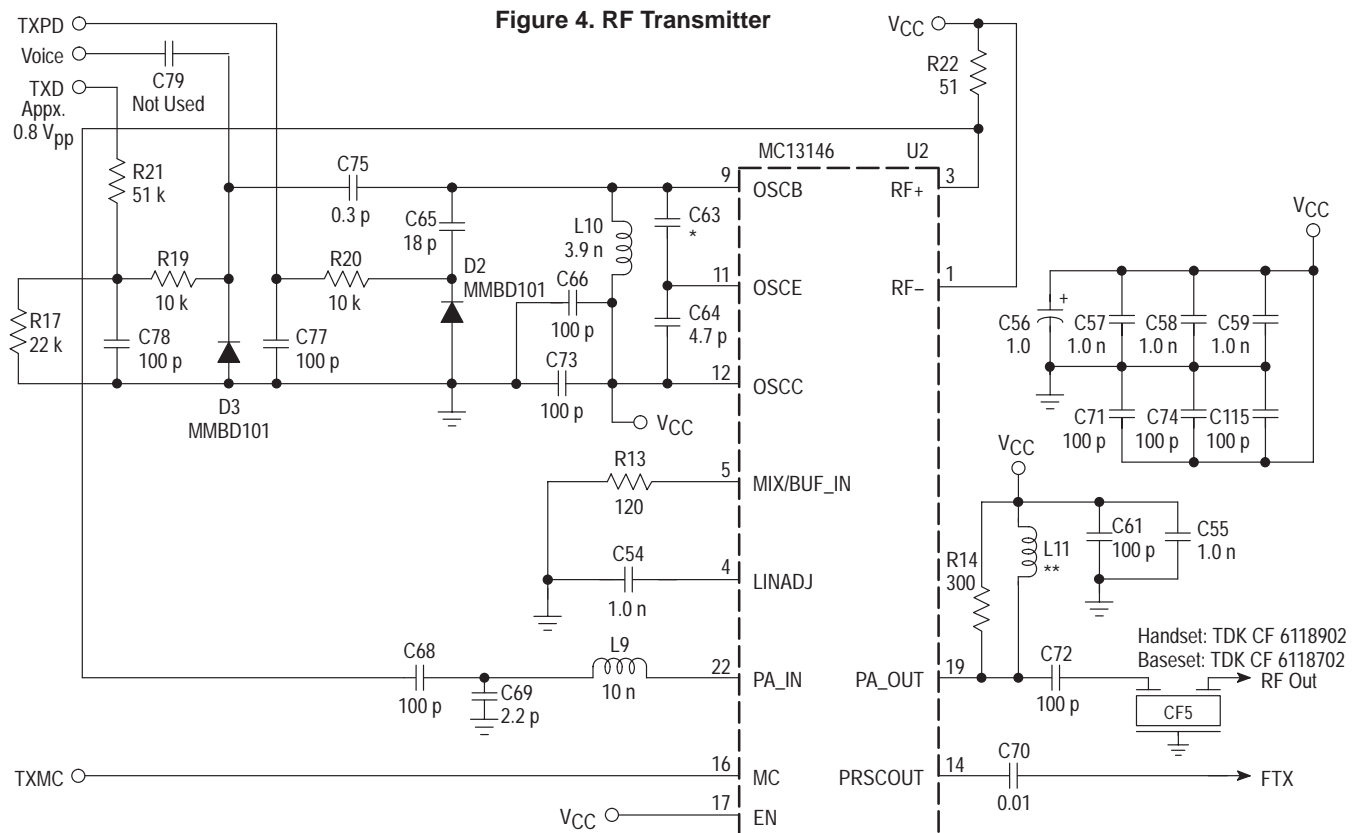 Figure 4. RF Transmitter
TXPD
Voice
C79
Not Used
TXD
Appx.
0.8 Vpp
VCC
R22
51
R21
51 k
C75
0.3 p
C65
18 p
L10
3.9 n
C63
*
MC13146 U2
9 OSCB
RF+ 3
R19
10 k
R20
10 k
D2
MMBD101
C66
100 p
11 OSCE
RF– 1
R17
22 k
C78
100 p
C77
100 p
C64
4.7 p
C73
100 p
12 OSCC
D3
MMBD101
VCC
VCC
C56
1.0
+
C57
1.0 n
C58
1.0 n
C59
1.0 n
C71
100 p
C74
100 p
C115
100 p
R13
120
5 MIX/BUF_IN
C54
1.0 n
4 LINADJ
VCC
R14
300
L11
**
C61
100 p
C55
1.0 n
C68
100 p
C69
2.2 p
L9
10 n
22 PA_IN
PA_OUT 19
C72
100 p
Handset: TDK CF 6118902
Baseset: TDK CF 6118702
RF Out
CF5
TXMC
16 MC
PRSCOUT 14
C70
0.01
FTX
VCC
17 EN